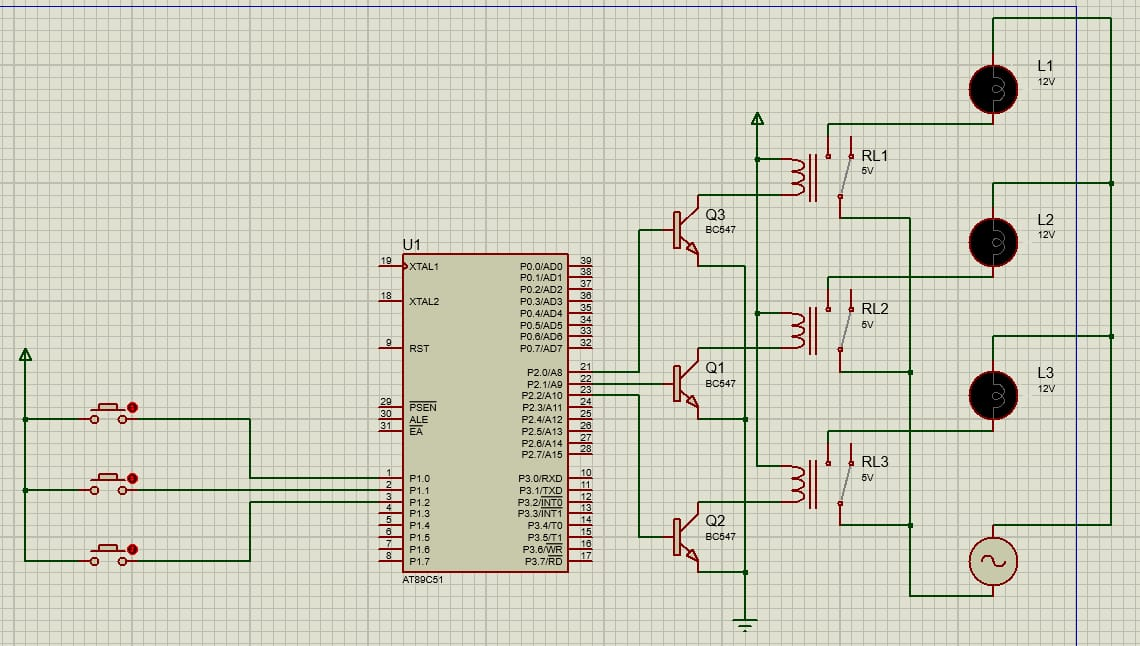 L1
12V
RL1
5V
Q3
BC547
L2
12V
U1
19
XTAL1
18
XTAL2
9
RST
29
PSEN
30
ALE
31
EA
1
P1.0
2
P1.1
3
P1.2
4
P1.3
5
P1.4
6
P1.5
7
P1.6
8
P1.7
P0.0/AD0
39
P0.1/AD1
38
P0.2/AD2
37
P0.3/AD3
36
P0.4/AD4
35
P0.5/AD5
34
P0.6/AD6
33
P0.7/AD7
32
P2.0/A8
21
P2.1/A9
22
P2.2/A10
23
P2.3/A11
24
P2.4/A12
25
P2.5/A13
26
P2.6/A14
27
P2.7/A15
28
P3.0/RXD
10
P3.1/TXD
11
P3.2/INT0
12
P3.3/INT1
13
P3.4/T0
14
P3.5/T1
15
P3.6/WR
16
P3.7/RD
17
AT89C51
RL2
5V
Q1
BC547
L3
12V
RL3
5V
Q2
BC547